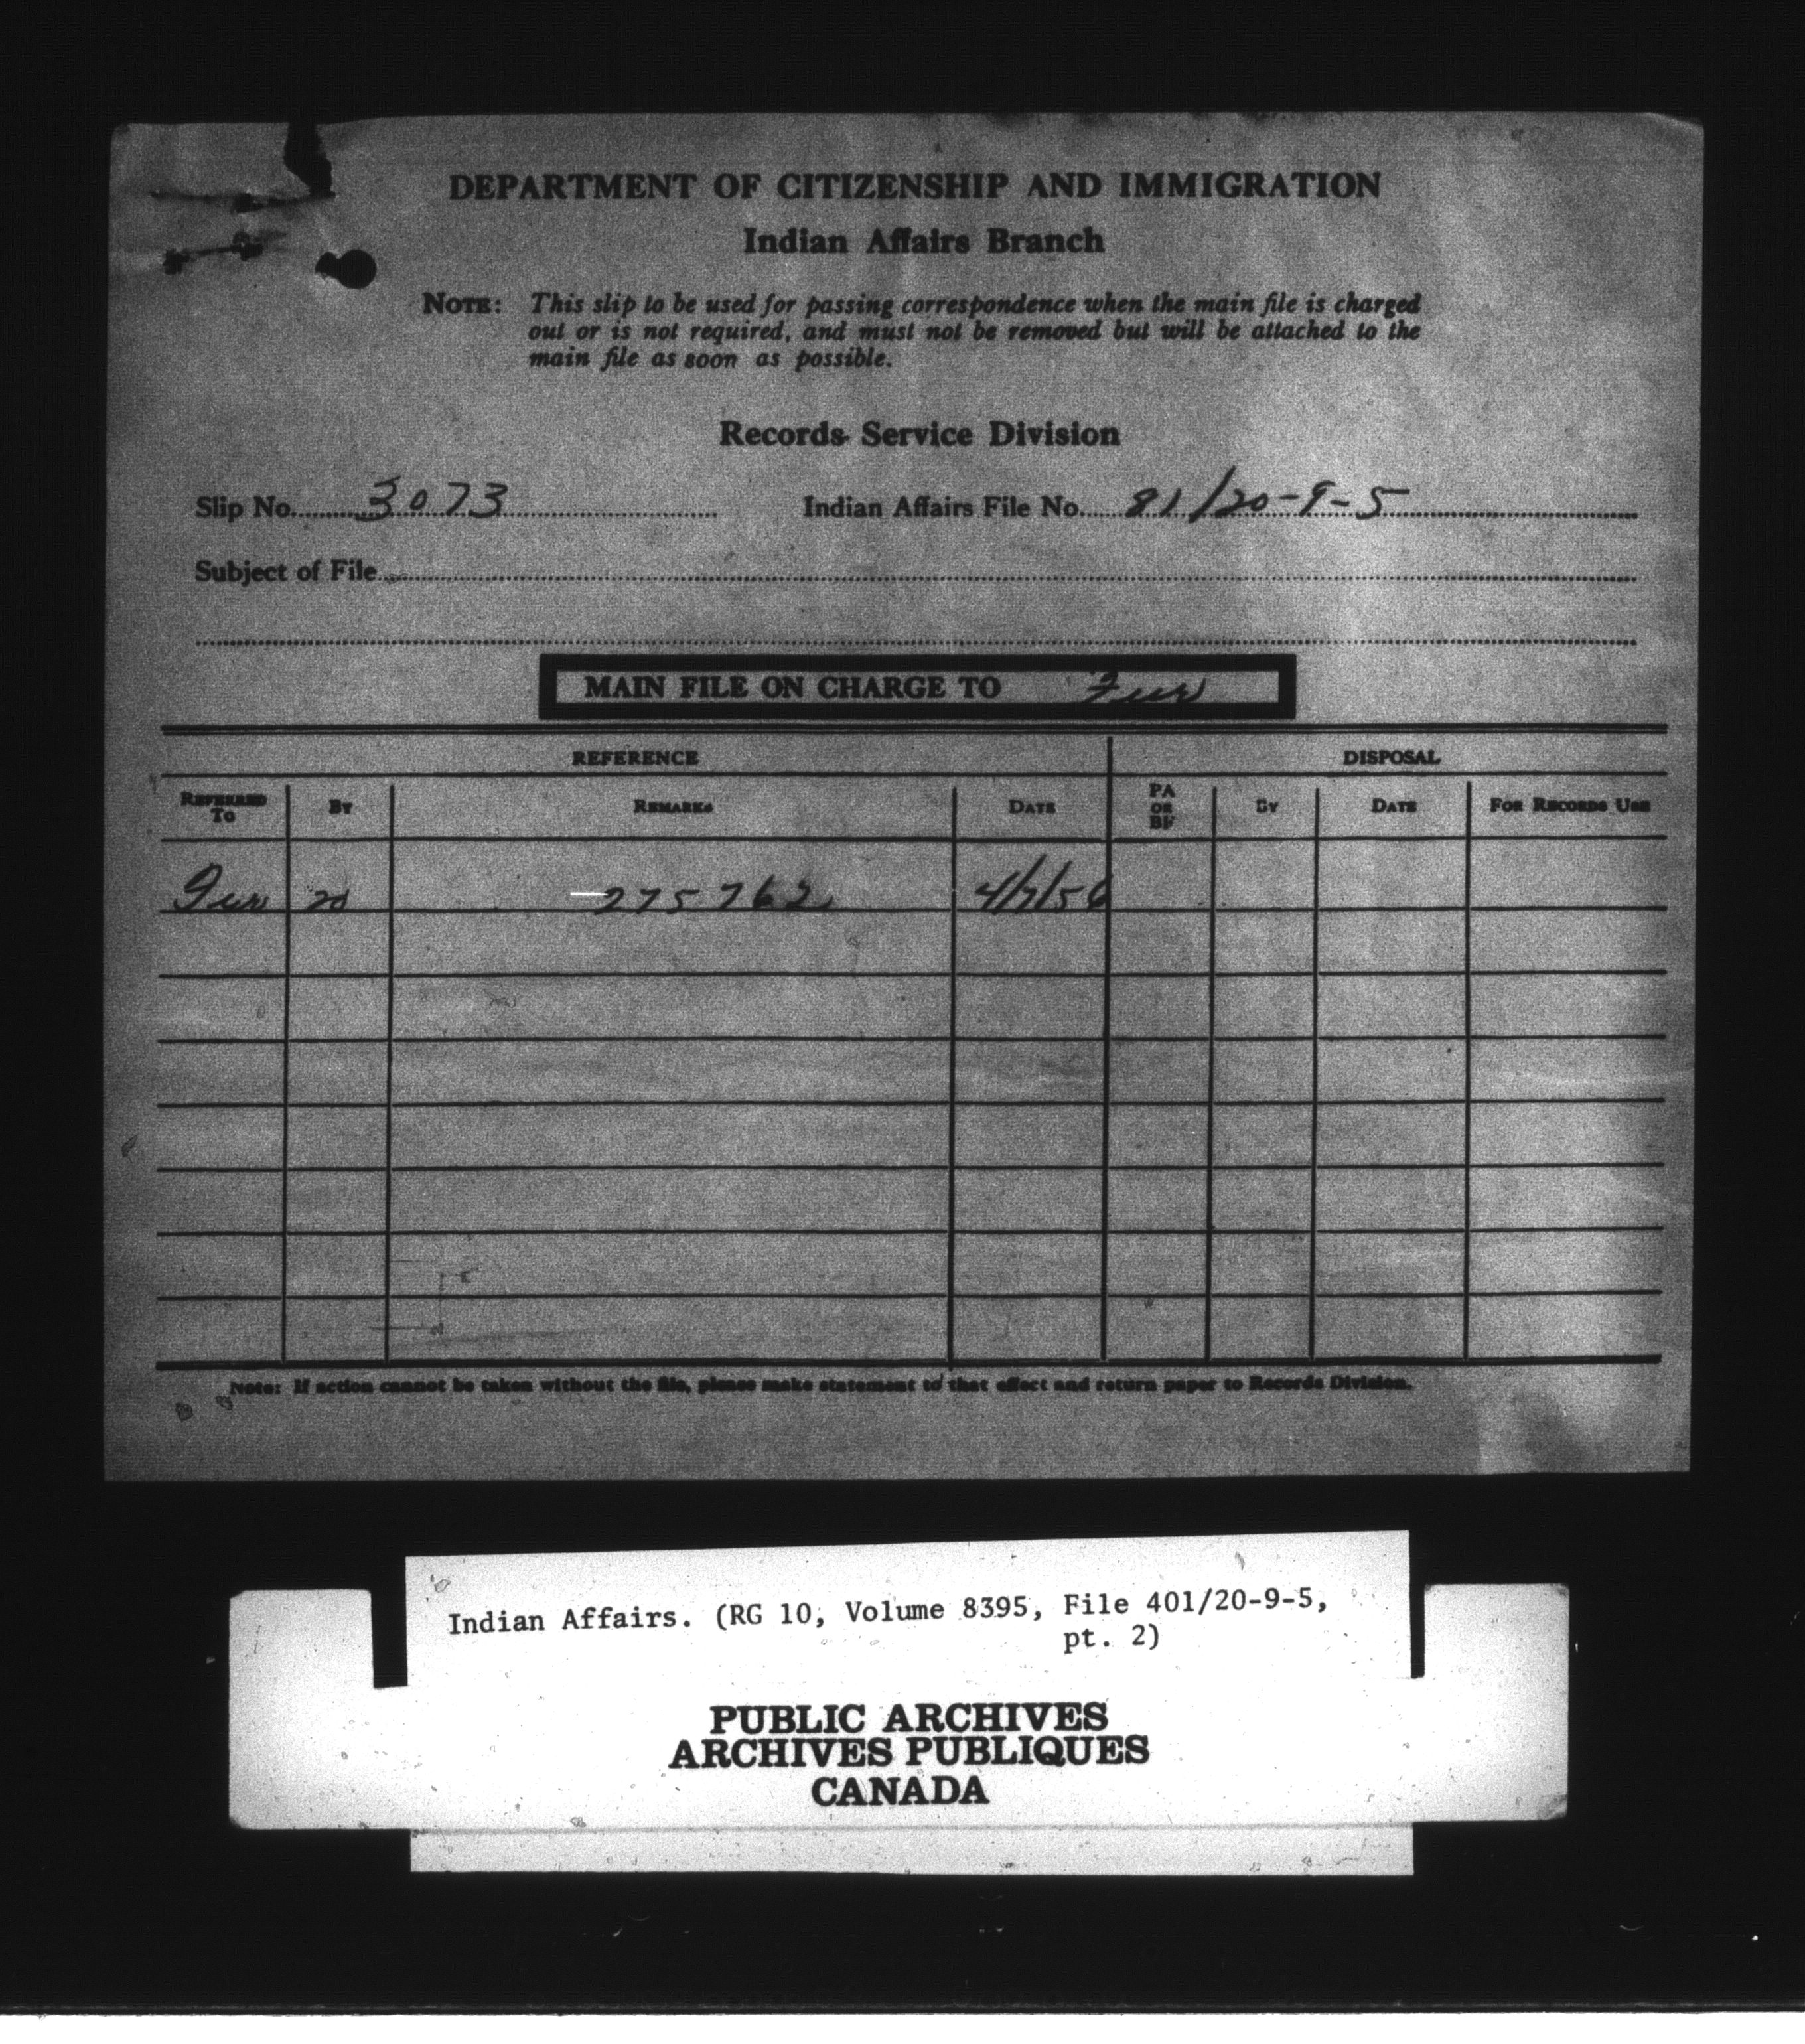 DEPARTMENT OF CITIZENSHIP AND IMMIGRATION
Indian Affairs Branch
NOTE: This slip to be used for passing correspondence when the main file is charged
out or is not required, and must not be removed but will be attached to the
main file as soon as possible.
Records Service Division
Slip No. 3073 Indian Affairs File No. 81/20-9-5
Subject of File
MAIN FILE ON CHARGE TO Fur
REFERENCE DISPOSAL
REFERRED TO BY REMARKS DATE PA OR BF BY DATE FOR RECORDS USE
Fur 275762 4/7/56
Note: If action cannot be taken without the file, please make statement to that effect and return paper to Records Division.
Indian Affairs. (RG 10, Volume 8395, File 401/20-9-5,
pt. 2)
PUBLIC ARCHIVES
ARCHIVES PUBLIQUES
CANADA